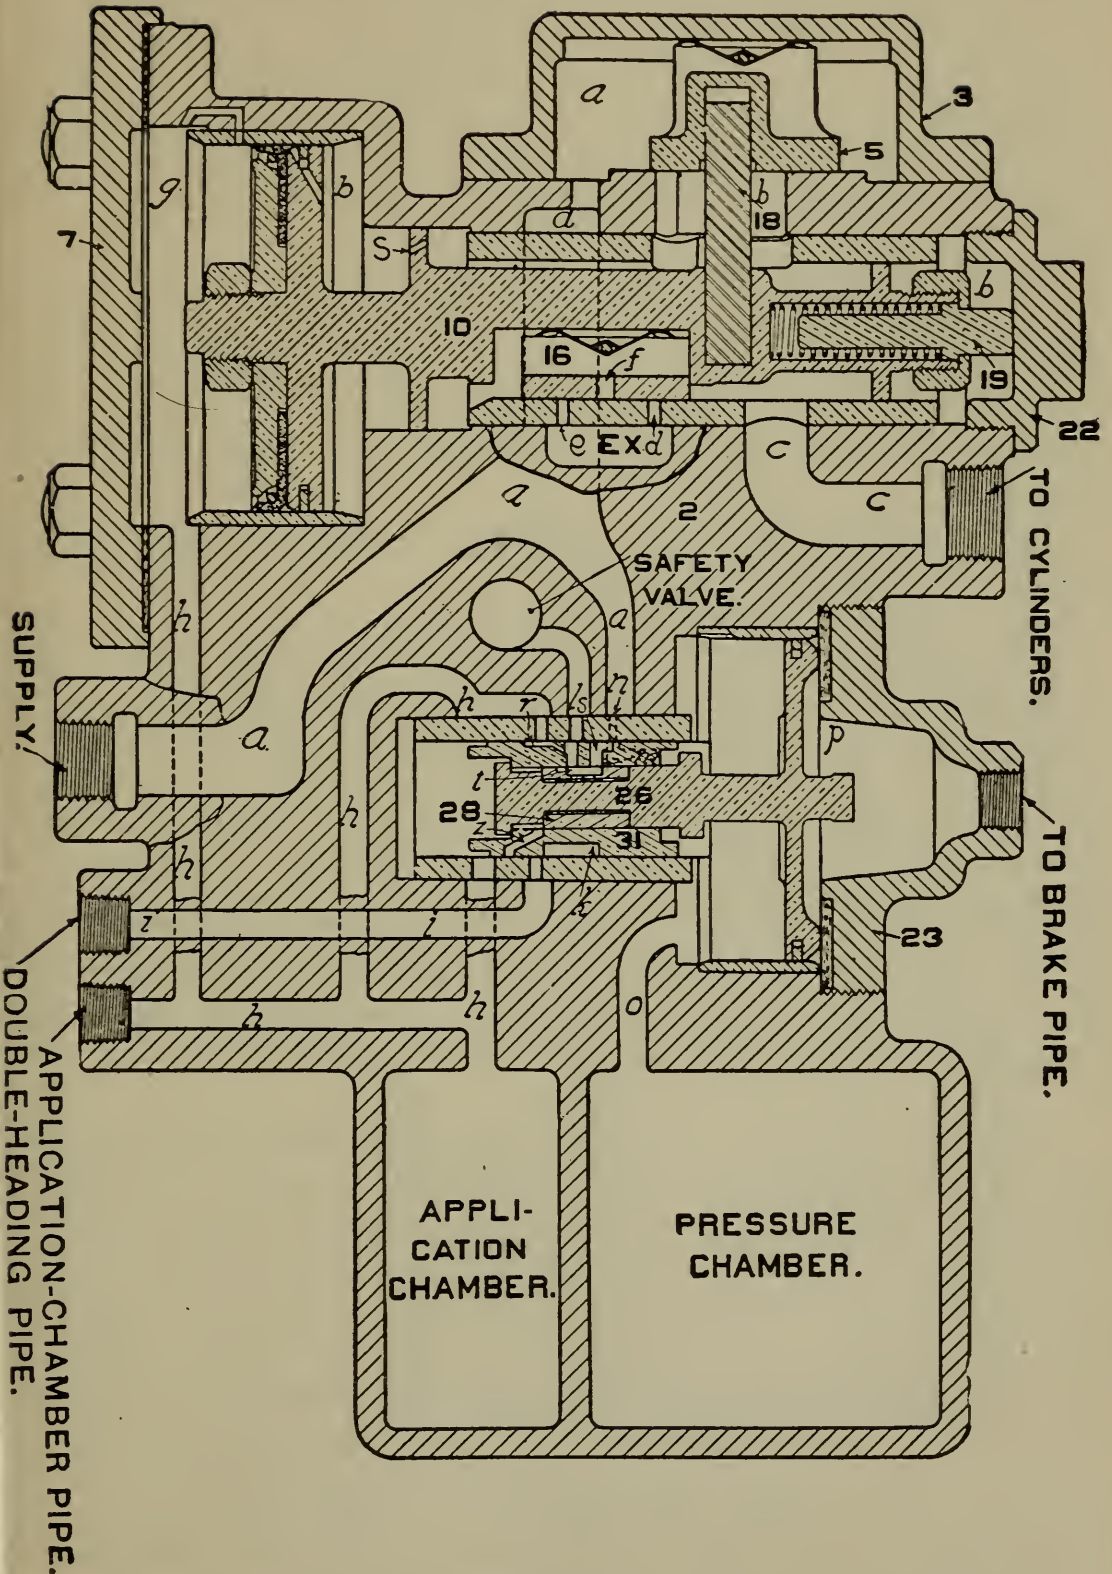 a
3
5
g
b
b
18
d
7
S
b
10
16
f
19
e EX d
22
c
a
c
2
TO CYLINDERS.
SAFETY
VALVE.
h
a
SUPPLY.
h
r
s
n
p
a
l
26
28
h
z
31
TO BRAKE PIPE.
h
k
i
i
23
h
h
o
APPLICATION-CHAMBER PIPE.
DOUBLE-HEADING PIPE.
APPLI-
CATION
CHAMBER.
PRESSURE
CHAMBER.